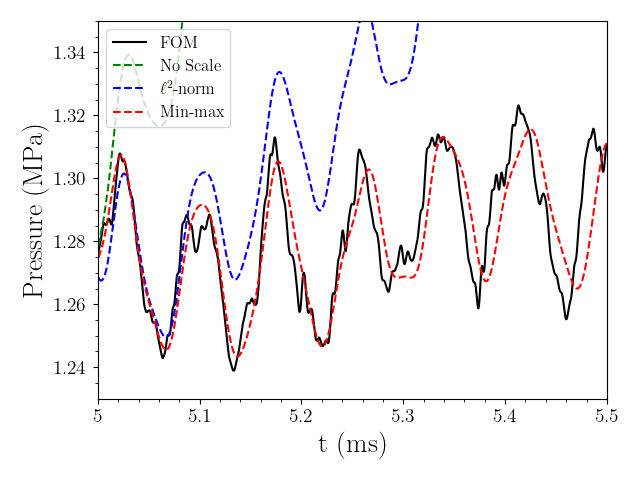 FOM
No Scale
ℓ²-norm
Min-max
Pressure (MPa)
1.34
1.32
1.30
1.28
1.26
1.24
5
5.1
5.2
5.3
5.4
5.5
t (ms)